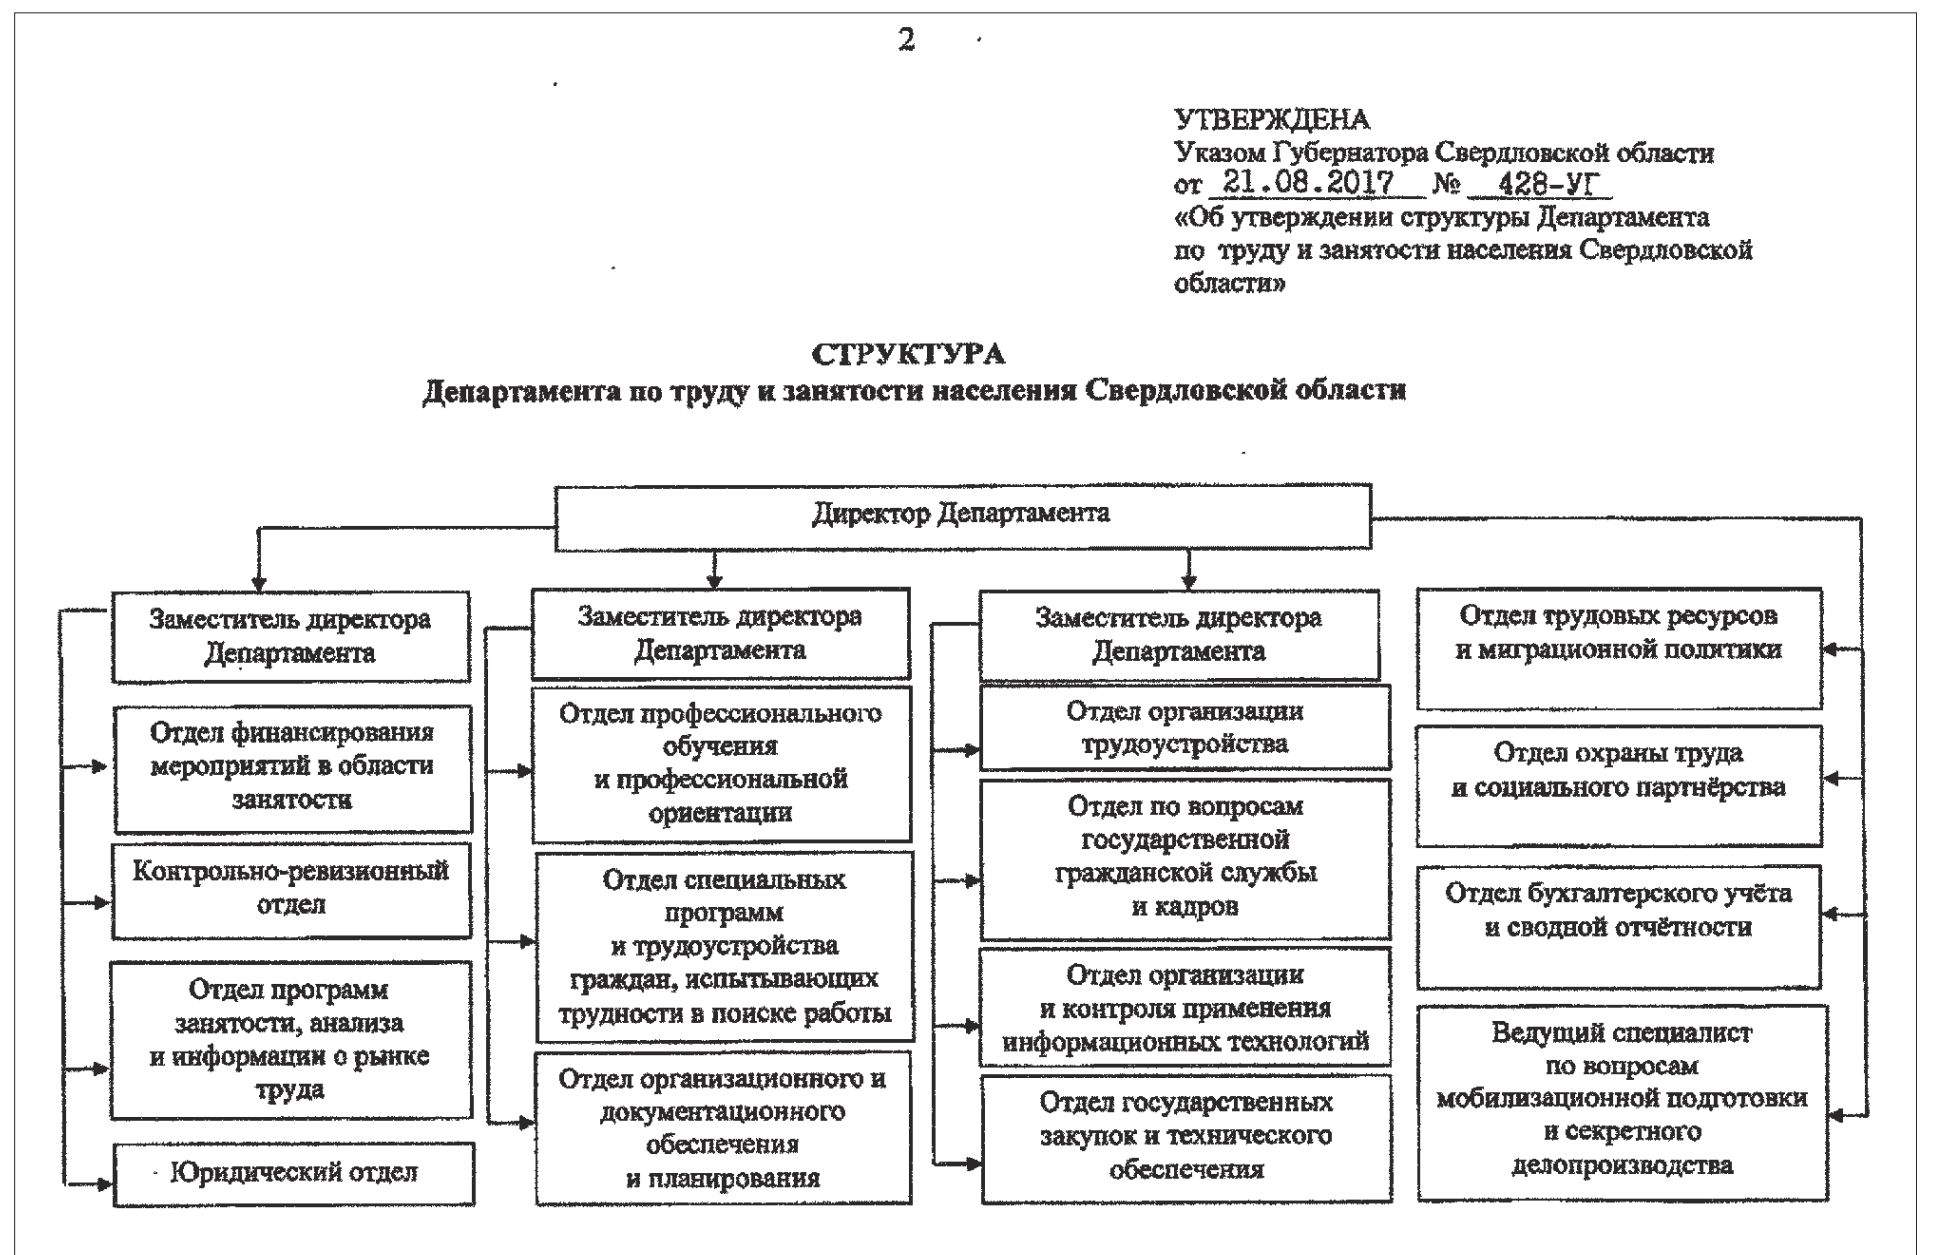 2
УТВЕРЖДЕНА
Указом Губернатора Свердловской области
от 21.08.2017 № 428-УГ
«Об утверждении структуры Департамента
по труду и занятости населения Свердловской
области»
СТРУКТУРА
Департамента по труду и занятости населения Свердловской области
Директор Департамента
Заместитель директора
Департамента
Отдел финансирования
мероприятий в области
занятости
Контрольно-ревизионный
отдел
Отдел программ
занятости, анализа
и информации о рынке
труда
Юридический отдел
Заместитель директора
Департамента
Отдел профессионального
обучения
и профессиональной
ориентации
Отдел специальных
программ
и трудоустройства
граждан, испытывающих
трудности в поиске работы
Отдел организационного и
документационного
обеспечения
и планирования
Заместитель директора
Департамента
Отдел организации
трудоустройства
Отдел по вопросам
государственной
гражданской службы
и кадров
Отдел организации
и контроля применения
информационных технологий
Отдел государственных
закупок и технического
обеспечения
Отдел трудовых ресурсов
и миграционной политики
Отдел охраны труда
и социального партнёрства
Отдел бухгалтерского учёта
и сводной отчётности
Ведущий специалист
по вопросам
мобилизационной подготовки
и секретного
делопроизводства